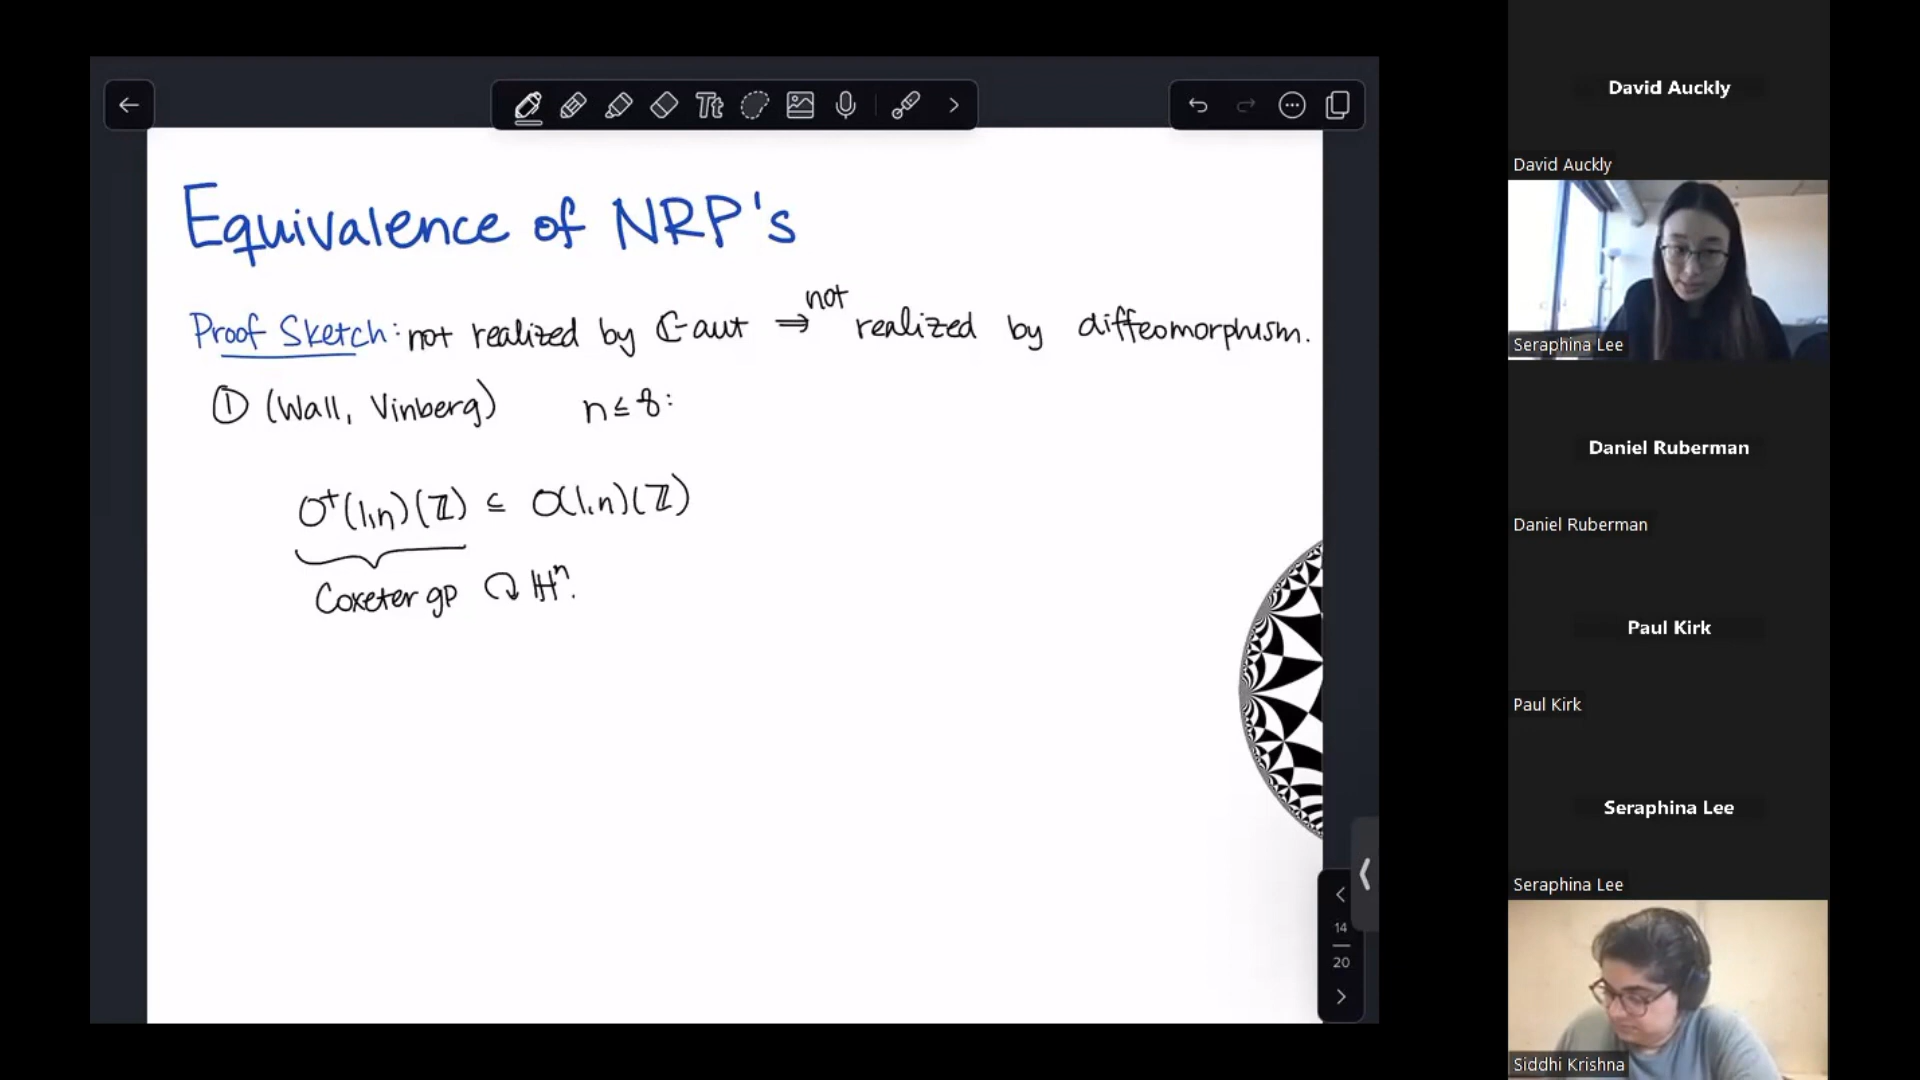 Tt
Equivalence of NRP's
Proof Sketch: not realized by ℂ-aut ⇒ not realized by diffeomorphism.
① (Wall, Vinberg) n ≤ 8:
O⁺(1,n)(ℤ) ≤ O(1,n)(ℤ)
Coxeter gp ↻ ℍⁿ.
14
20
David Auckly
David Auckly
Seraphina Lee
Daniel Ruberman
Daniel Ruberman
Paul Kirk
Paul Kirk
Seraphina Lee
Seraphina Lee
Siddhi Krishna